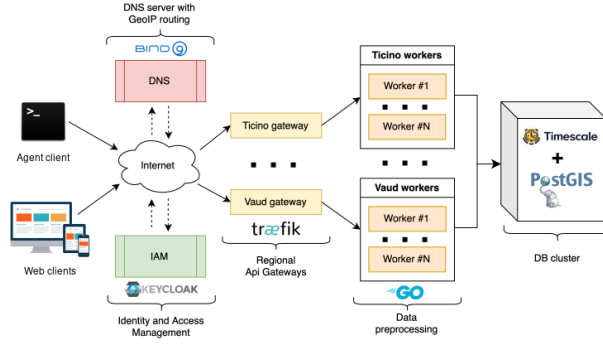 DNS server with
GeoIP routing
BIND 9
DNS
>_
Agent client
Internet
Web clients
IAM
KEYCLOAK
Identity and Access
Management
Ticino gateway
Vaud gateway
træfik
Regional
Api Gateways
Ticino workers
Worker #1
Worker #N
Vaud workers
Worker #1
Worker #N
GO
Data
preprocessing
Timescale
+
PostGIS
DB cluster